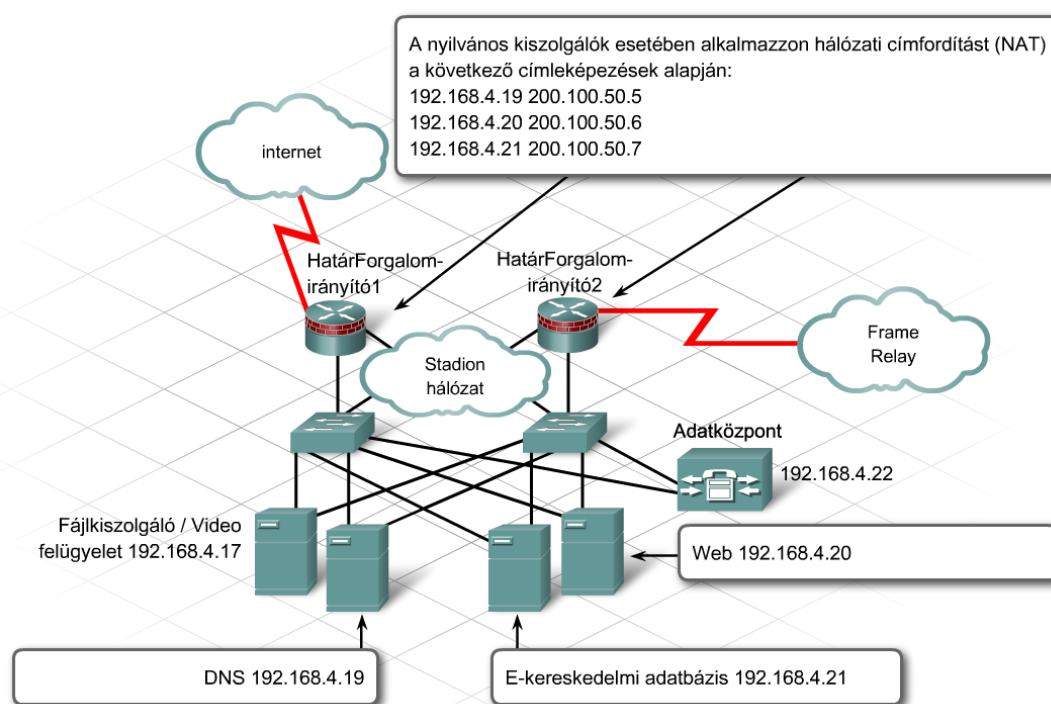 A nyilvános kiszolgálók esetében alkalmazzon hálózati címfordítást (NAT)
a következő címleképezések alapján:
192.168.4.19 200.100.50.5
192.168.4.20 200.100.50.6
192.168.4.21 200.100.50.7
internet
HatárForgalom-
irányító1
HatárForgalom-
irányító2
Frame
Relay
Stadion
hálózat
Adatközpont
192.168.4.22
Fájlkiszolgáló / Video
felügyelet 192.168.4.17
Web 192.168.4.20
DNS 192.168.4.19
E-kereskedelmi adatbázis 192.168.4.21